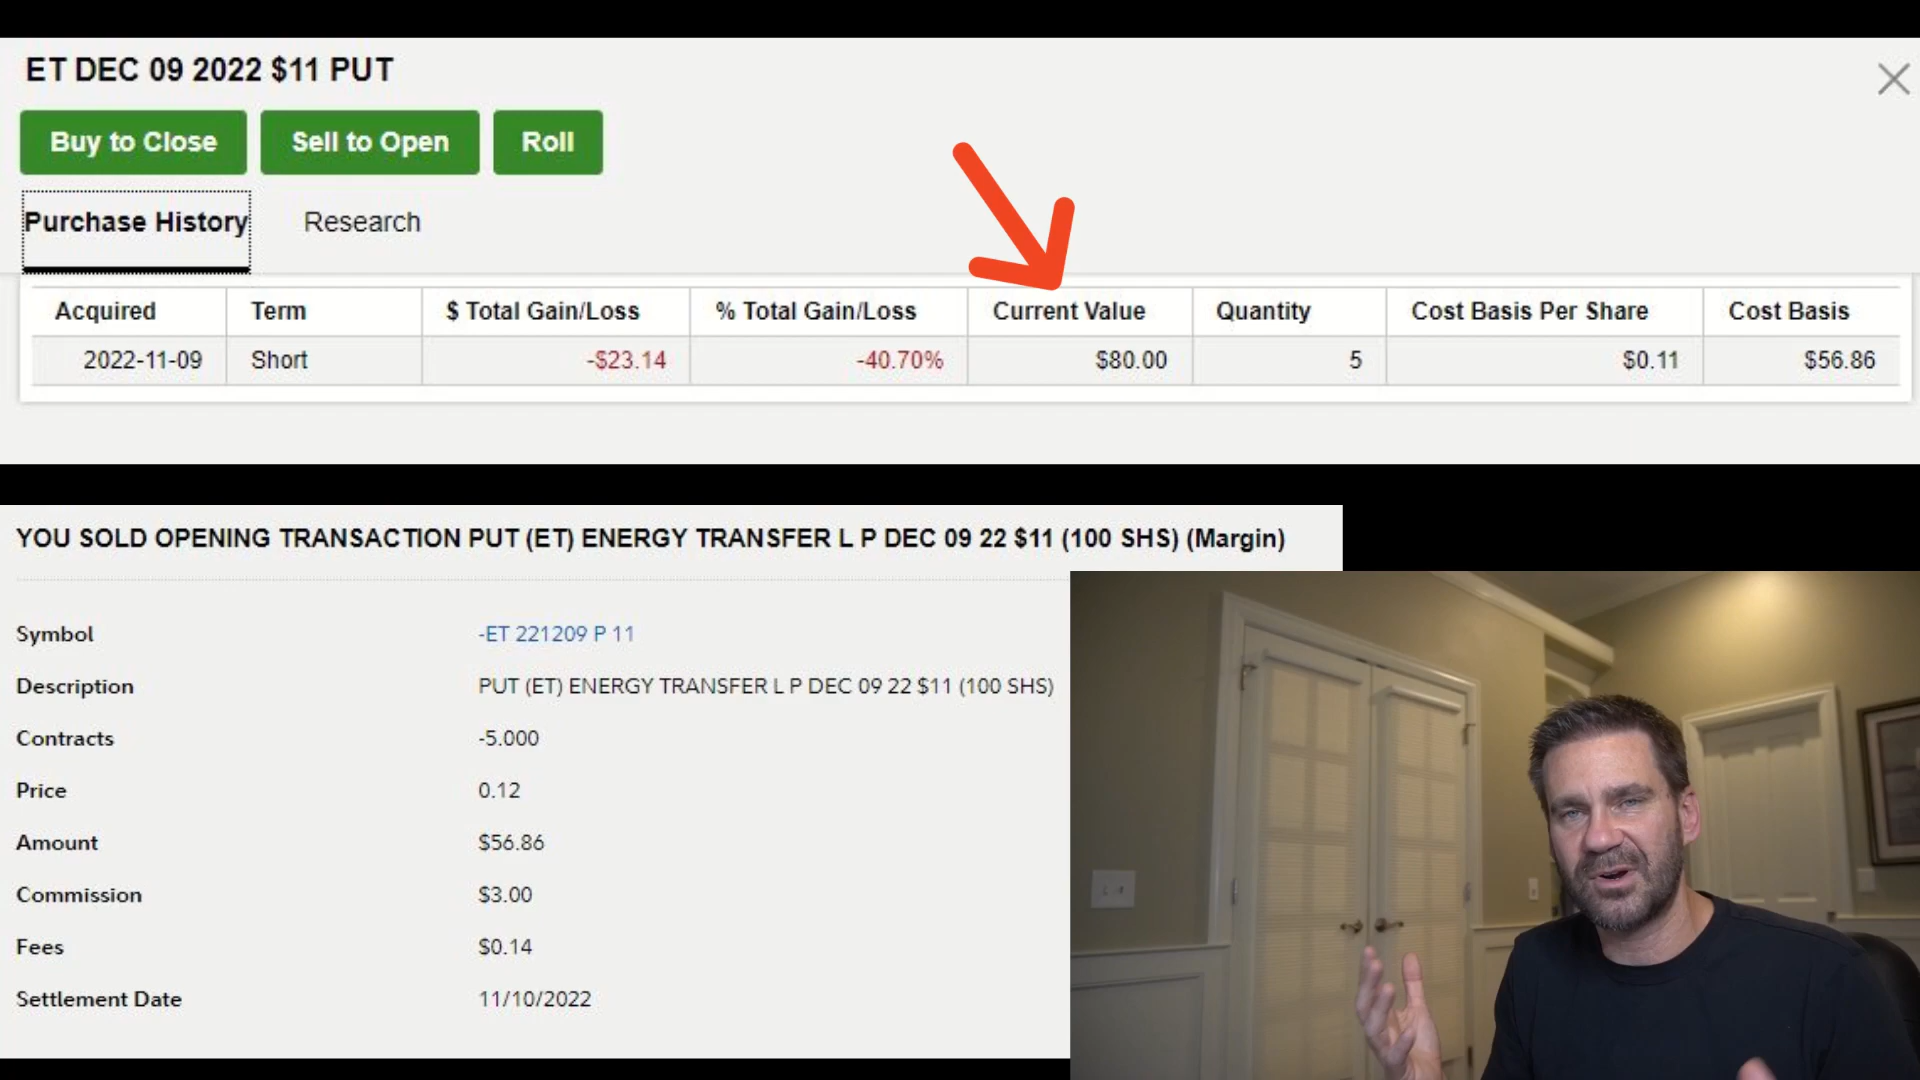 ET DEC 09 2022 $11 PUT
Buy to Close Sell to Open Roll
Purchase History Research
Acquired Term $ Total Gain/Loss % Total Gain/Loss Current Value Quantity Cost Basis Per Share Cost Basis
2022-11-09 Short -$23.14 -40.70% $80.00 5 $0.11 $56.86
YOU SOLD OPENING TRANSACTION PUT (ET) ENERGY TRANSFER L P DEC 09 22 $11 (100 SHS) (Margin)
Symbol -ET 221209 P 11
Description PUT (ET) ENERGY TRANSFER L P DEC 09 22 $11 (100 SHS)
Contracts -5.000
Price 0.12
Amount $56.86
Commission $3.00
Fees $0.14
Settlement Date 11/10/2022